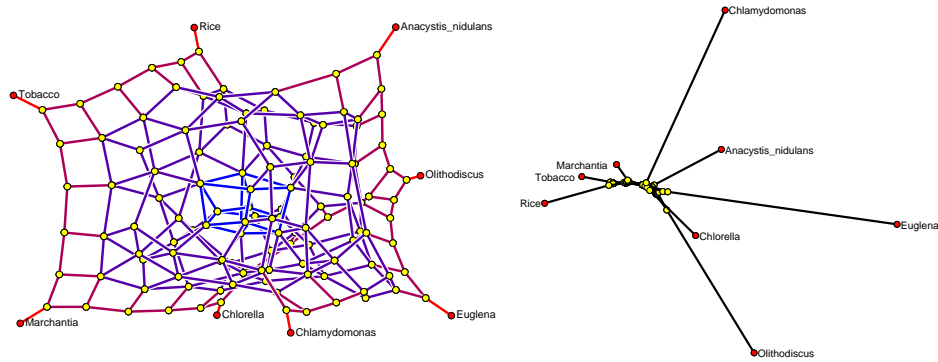 Rice
Anacystis_nidulans
Tobacco
Olithodiscus
Marchantia
Chlorella
Chlamydomonas
Euglena
Chlamydomonas
Anacystis_nidulans
Marchantia
Tobacco
Rice
Euglena
Chlorella
Olithodiscus